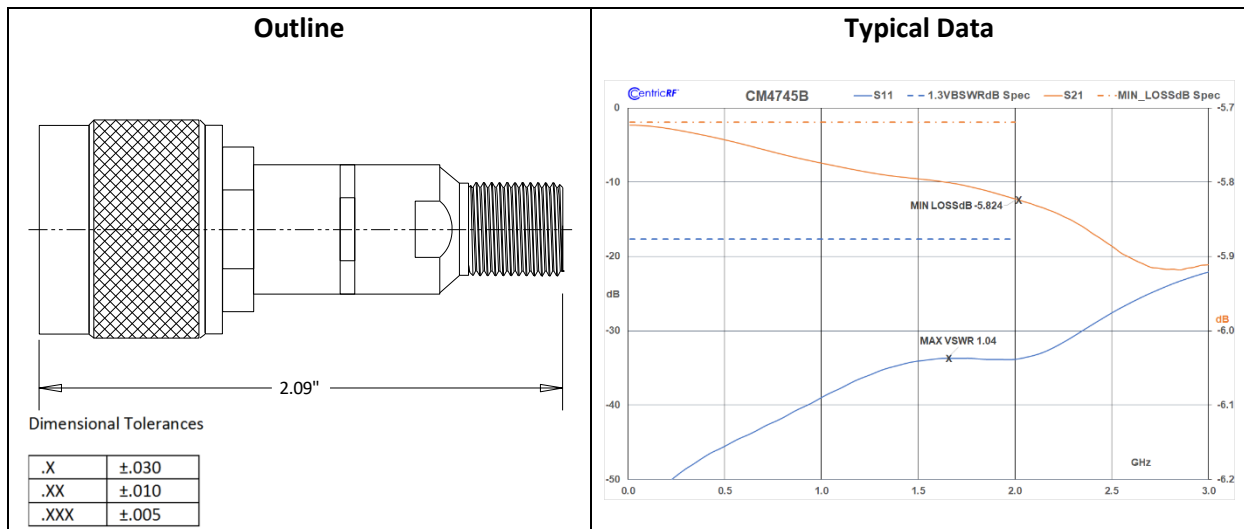 Outline
2.09"
Dimensional Tolerances
.X ±.030
.XX ±.010
.XXX ±.005
Typical Data
CentricRF
CM4745B
S11 1.3VBSWRdB Spec S21 MIN_LOSSdB Spec
0 -5.7
-10 -5.8
MIN LOSSdB -5.824
-20 -5.9
dB
dB
-30 -6.0
MAX VSWR 1.04
-40 -6.1
GHz
-50 -6.2
0.0 0.5 1.0 1.5 2.0 2.5 3.0